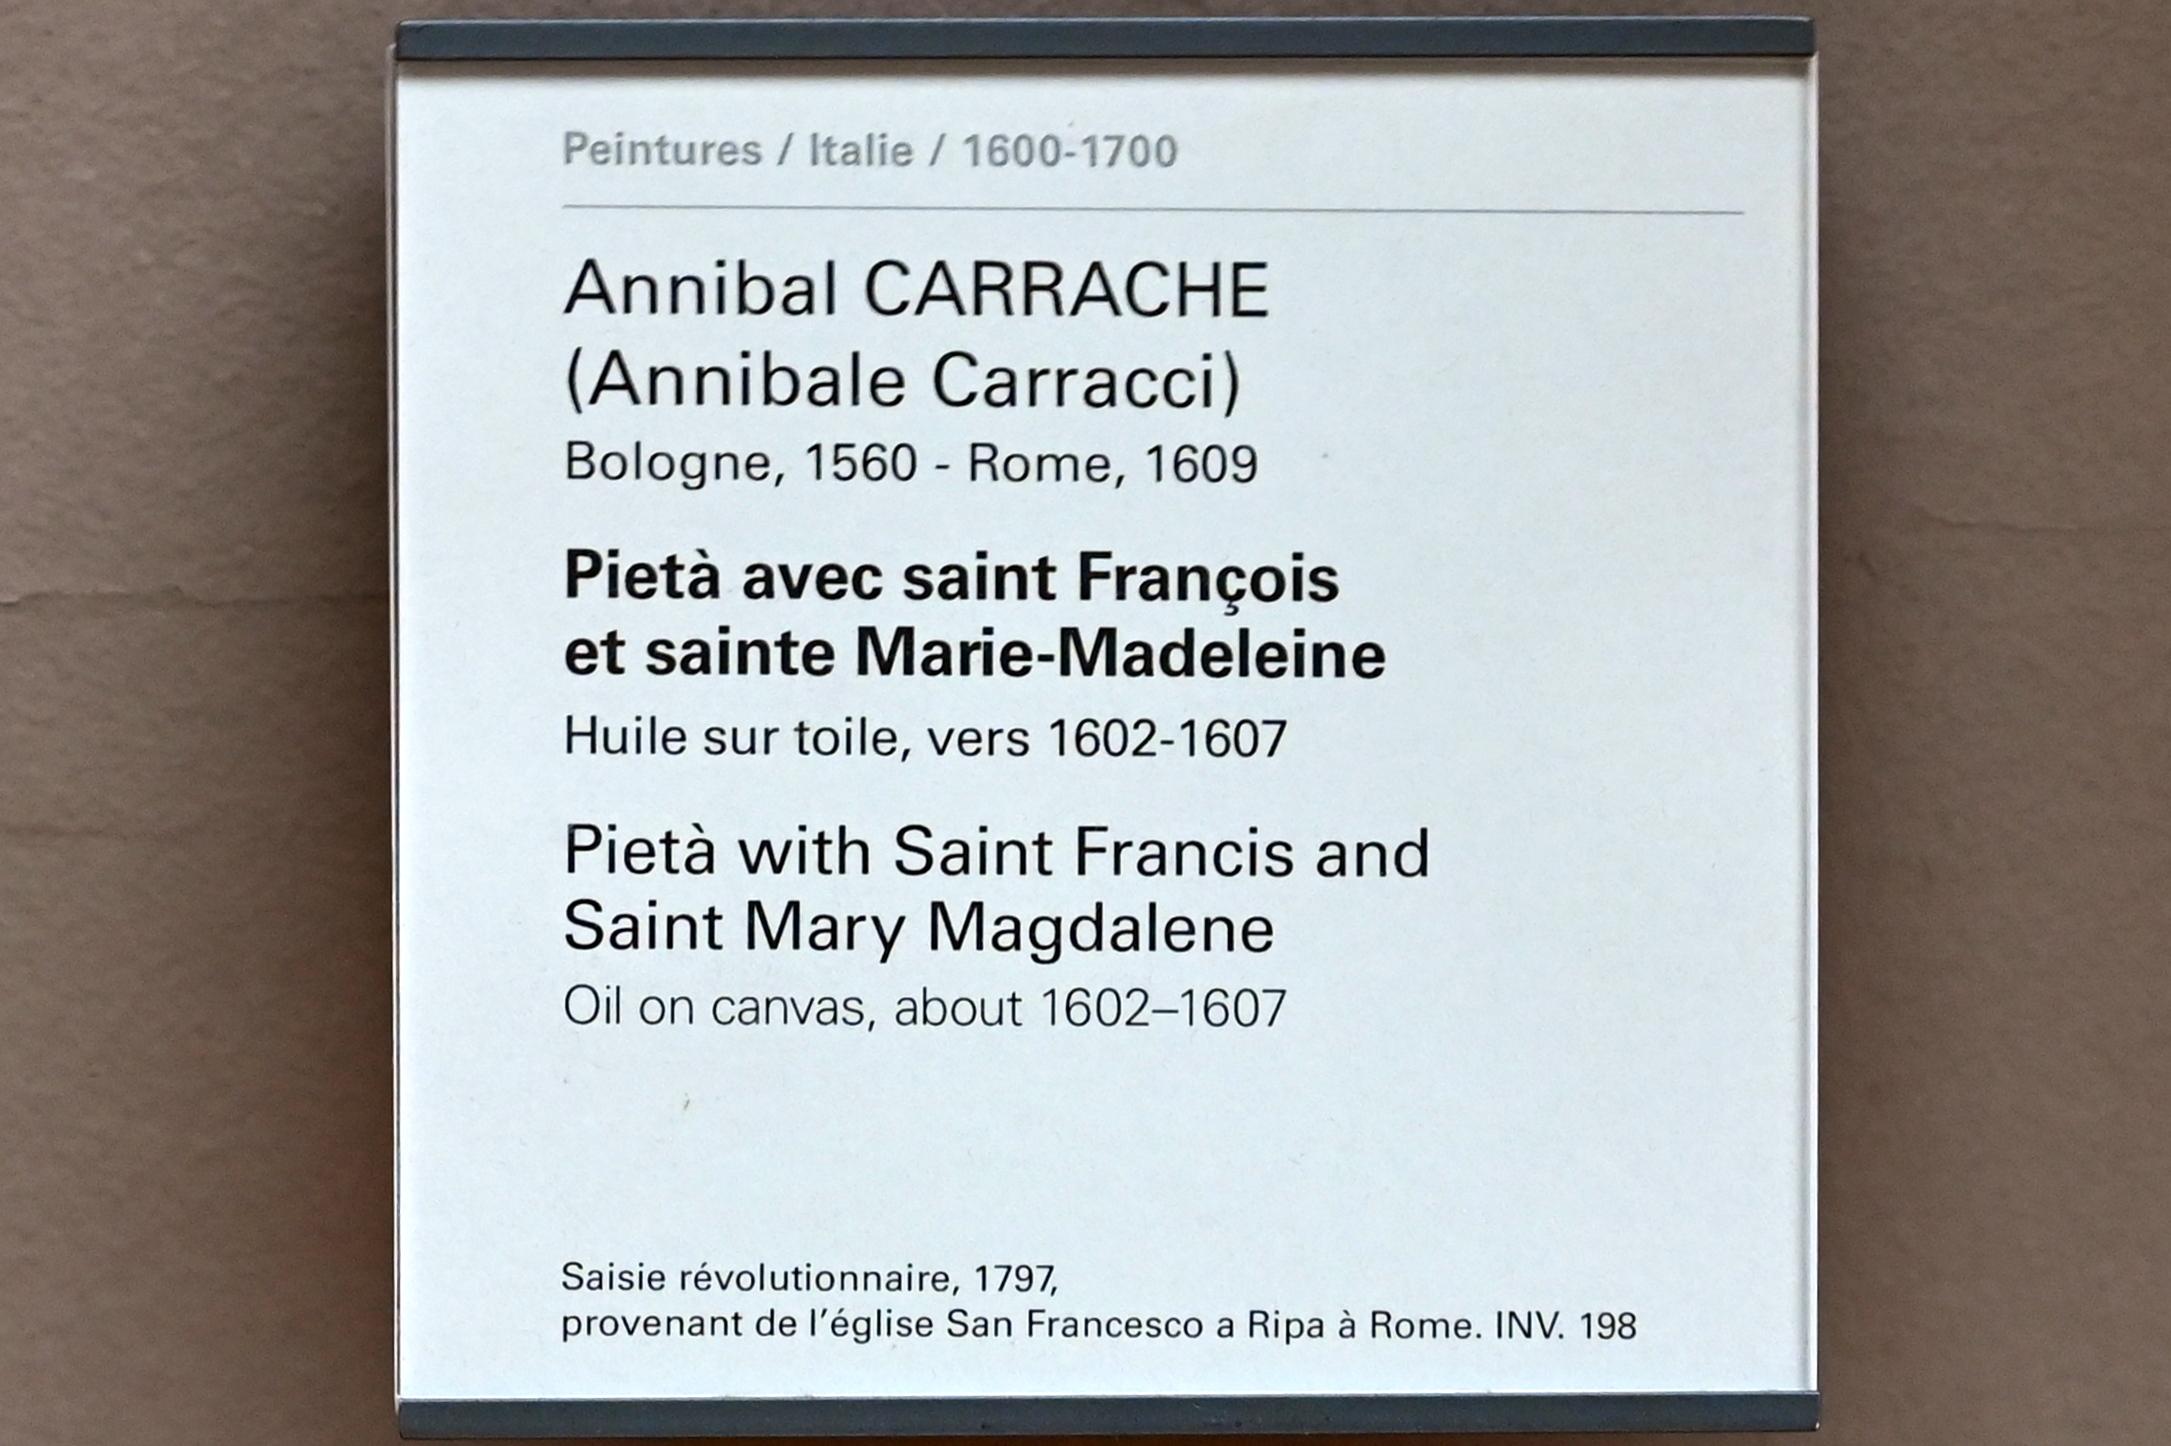 Peintures / Italie / 1600-1700
Annibal CARRACHE
(Annibale Carracci)
Bologne, 1560 - Rome, 1609
Pietà avec saint François
et sainte Marie-Madeleine
Huile sur toile, vers 1602-1607
Pietà with Saint Francis and
Saint Mary Magdalene
Oil on canvas, about 1602–1607
Saisie révolutionnaire, 1797,
provenant de l'église San Francesco a Ripa à Rome. INV. 198